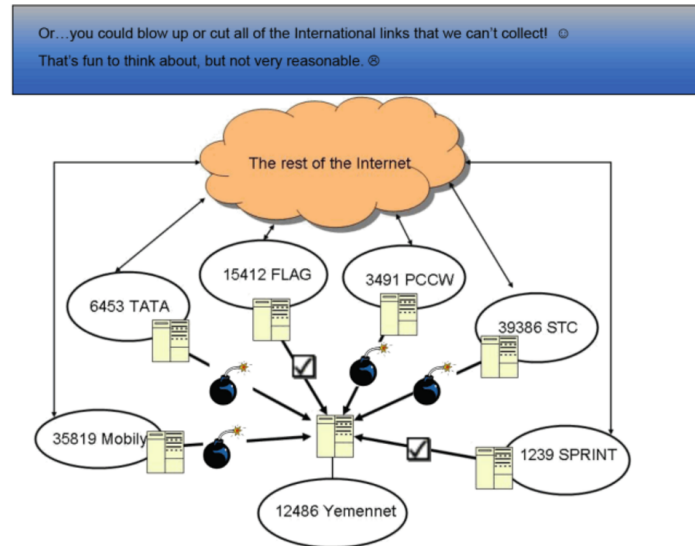 Or…you could blow up or cut all of the International links that we can't collect! ☺
That's fun to think about, but not very reasonable. ☹
The rest of the Internet
15412 FLAG
3491 PCCW
6453 TATA
39386 STC
35819 Mobily
1239 SPRINT
12486 Yemennet